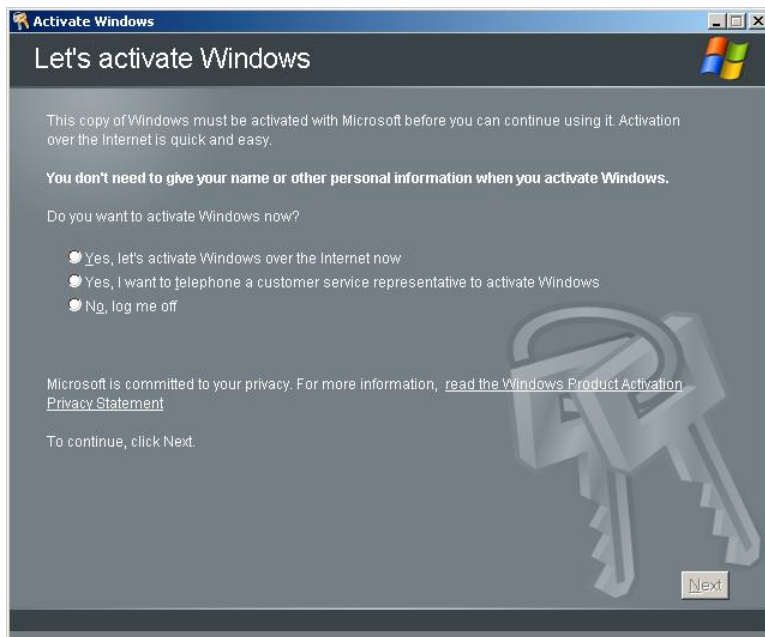 Activate Windows
Let's activate Windows
This copy of Windows must be activated with Microsoft before you can continue using it. Activation
over the Internet is quick and easy.
You don't need to give your name or other personal information when you activate Windows.
Do you want to activate Windows now?
Yes, let's activate Windows over the Internet now
Yes, I want to telephone a customer service representative to activate Windows
No, log me off
Microsoft is committed to your privacy. For more information, read the Windows Product Activation
Privacy Statement
To continue, click Next.
Next